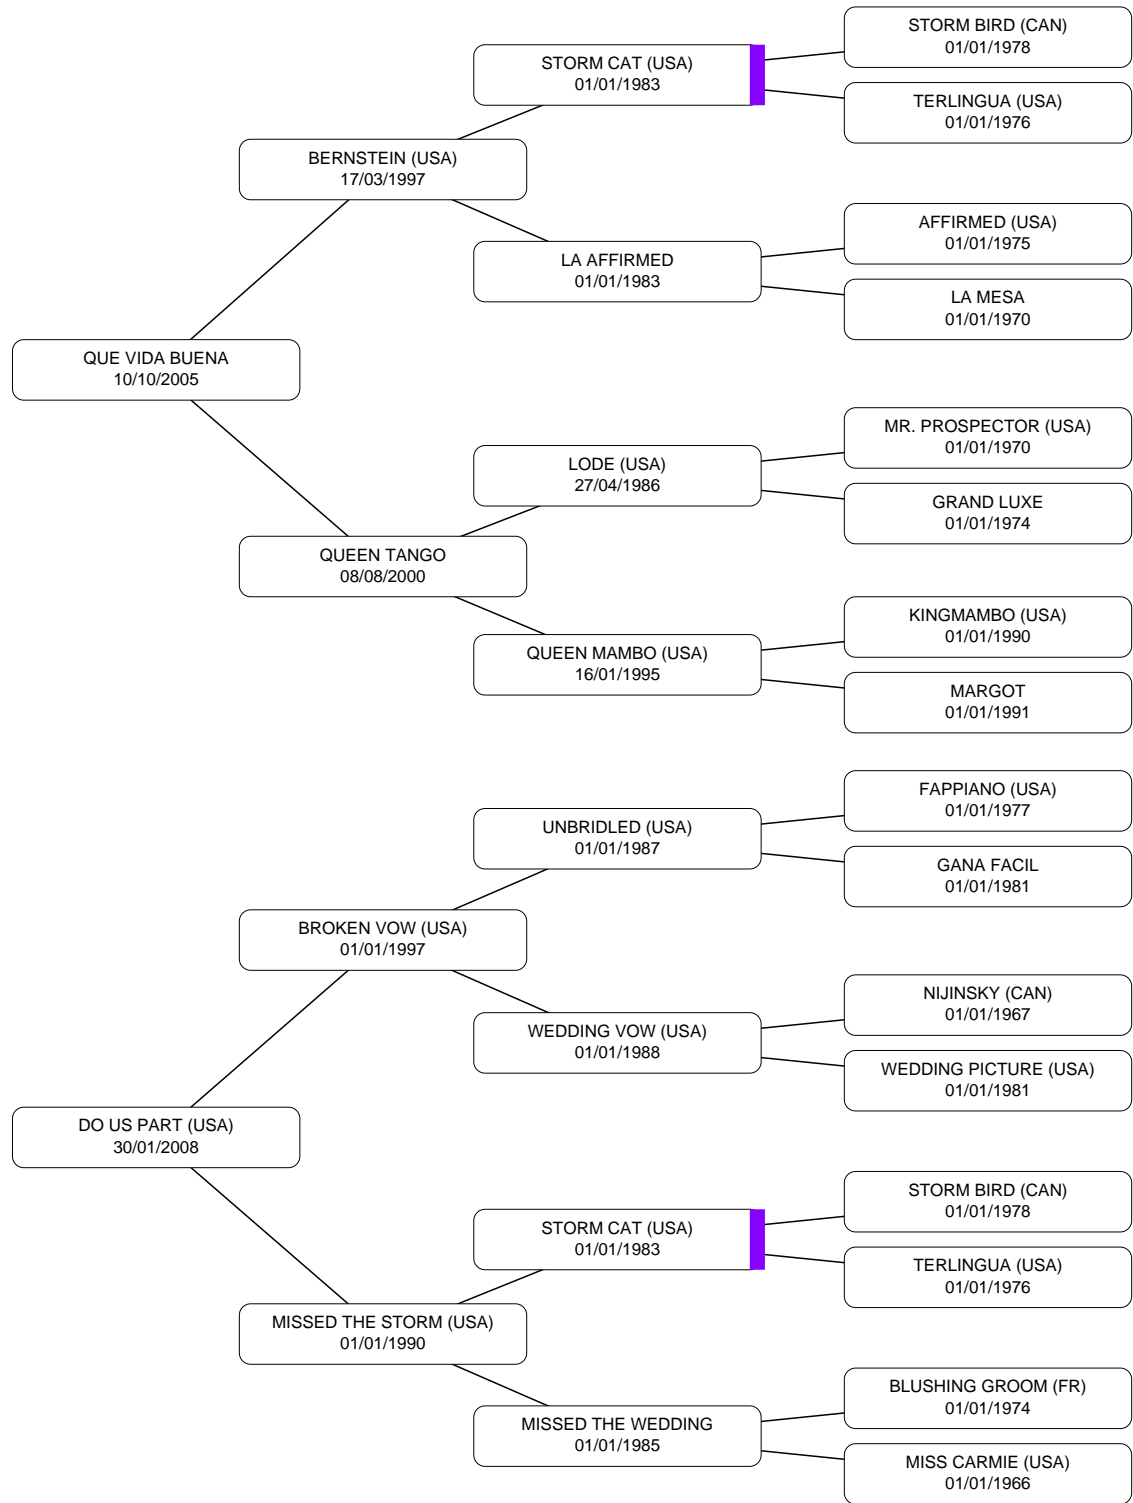 STORM BIRD (CAN)
01/01/1978
STORM CAT (USA)
01/01/1983
TERLINGUA (USA)
01/01/1976
BERNSTEIN (USA)
17/03/1997
AFFIRMED (USA)
01/01/1975
LA AFFIRMED
01/01/1983
LA MESA
01/01/1970
QUE VIDA BUENA
10/10/2005
MR. PROSPECTOR (USA)
01/01/1970
LODE (USA)
27/04/1986
GRAND LUXE
01/01/1974
QUEEN TANGO
08/08/2000
KINGMAMBO (USA)
01/01/1990
QUEEN MAMBO (USA)
16/01/1995
MARGOT
01/01/1991
FAPPIANO (USA)
01/01/1977
UNBRIDLED (USA)
01/01/1987
GANA FACIL
01/01/1981
BROKEN VOW (USA)
01/01/1997
NIJINSKY (CAN)
01/01/1967
WEDDING VOW (USA)
01/01/1988
WEDDING PICTURE (USA)
01/01/1981
DO US PART (USA)
30/01/2008
STORM BIRD (CAN)
01/01/1978
STORM CAT (USA)
01/01/1983
TERLINGUA (USA)
01/01/1976
MISSED THE STORM (USA)
01/01/1990
BLUSHING GROOM (FR)
01/01/1974
MISSED THE WEDDING
01/01/1985
MISS CARMIE (USA)
01/01/1966